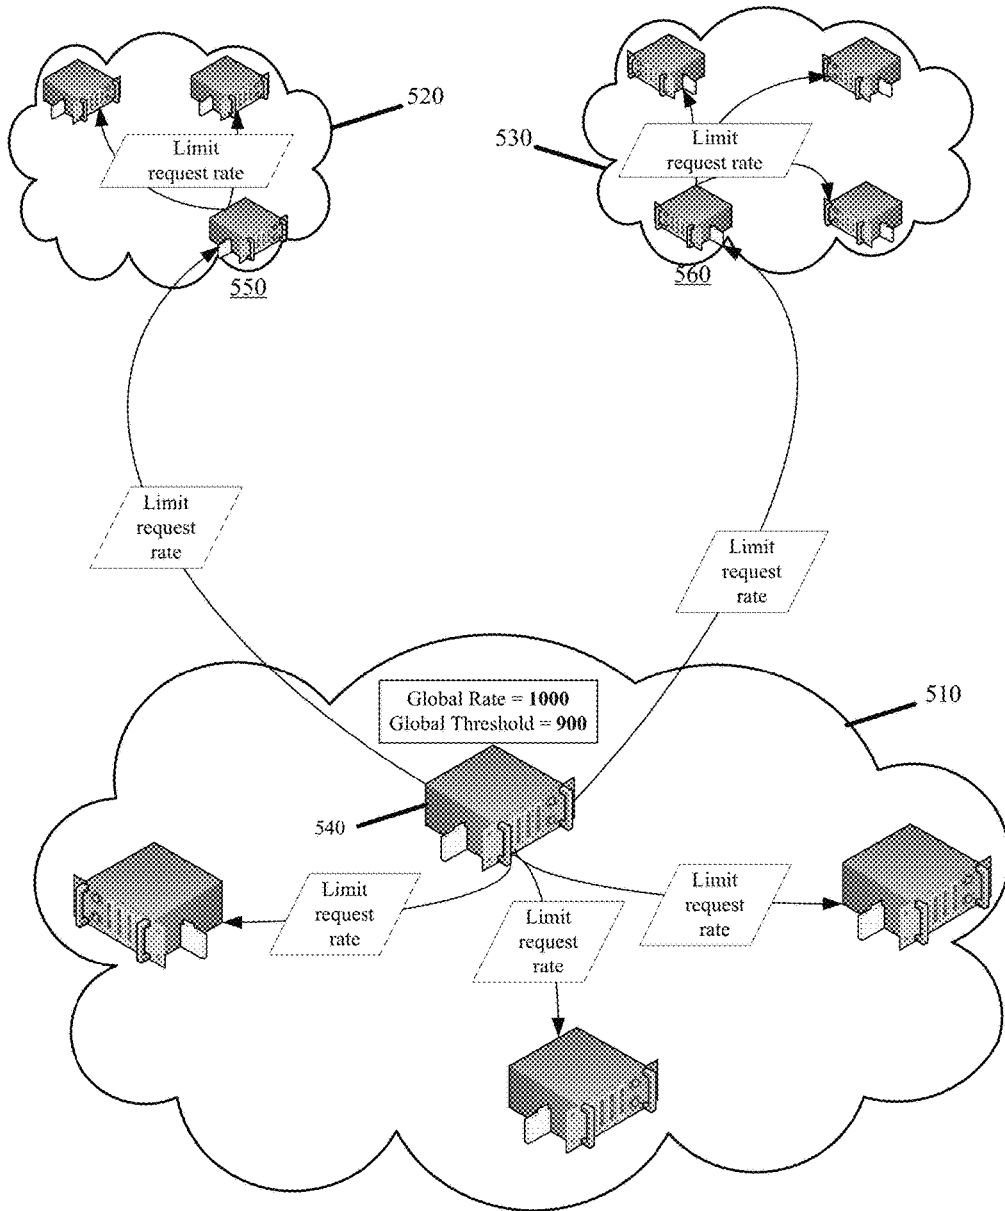 520
Limit
request rate
550
530
Limit
request rate
560
Limit
request
rate
Limit
request
rate
Global Rate = 1000
Global Threshold = 900
510
540
Limit
request
rate
Limit
request
rate
Limit
request
rate